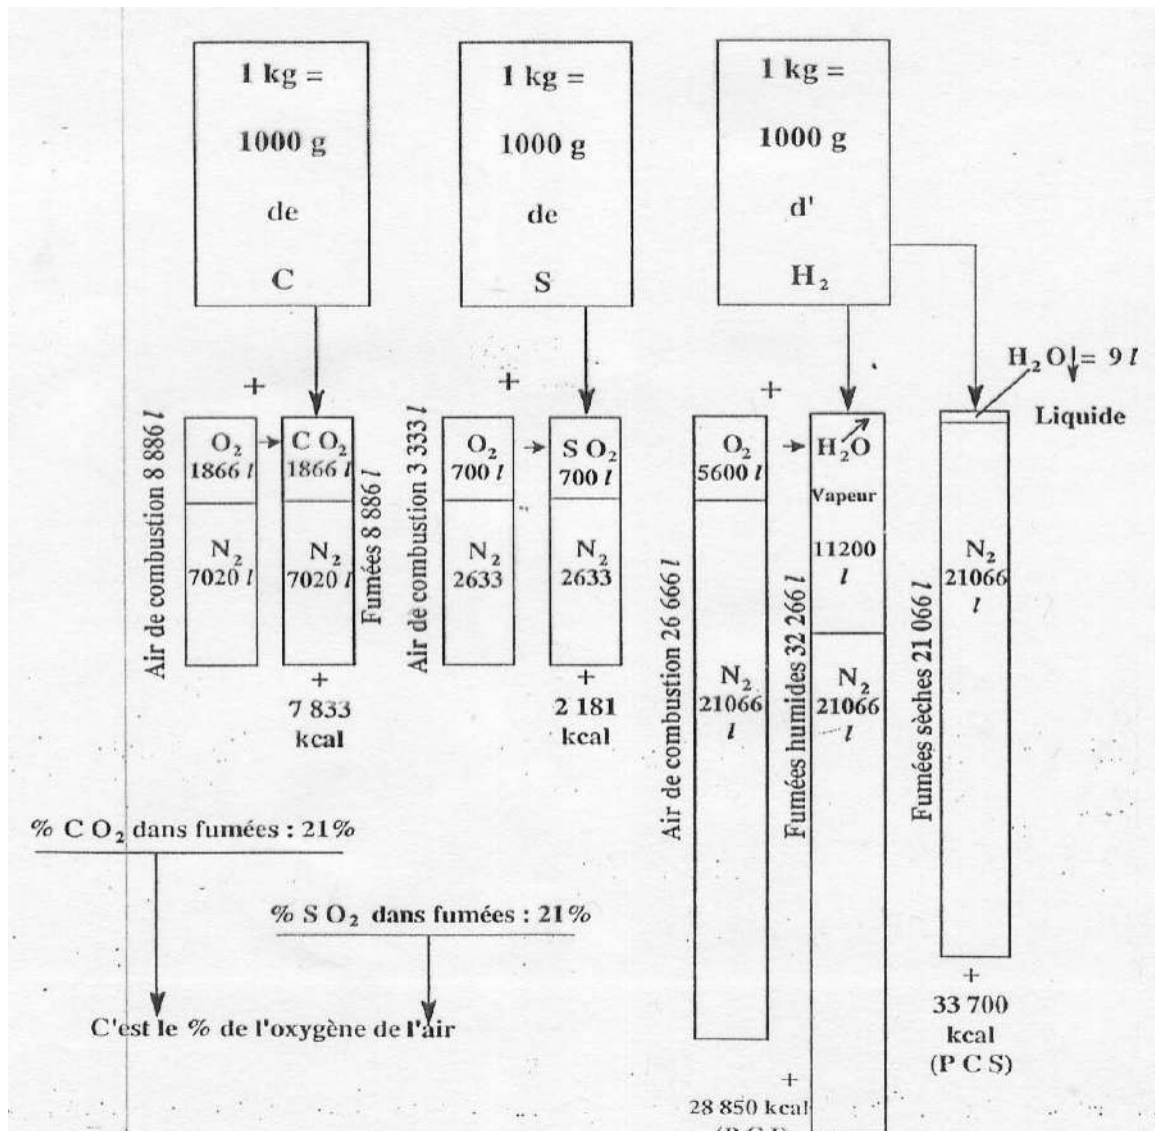 1 kg =
1000 g
de
C
1 kg =
1000 g
de
S
1 kg =
1000 g
d'
H₂
+
Air de combustion 8 886 l
O₂
1866 l
N₂
7020 l
C O₂
1866 l
N₂
7020 l
Fumées 8 886 l
+
7 833
kcal
+
Air de combustion 3 333 l
O₂
700 l
N₂
2633
S O₂
700 l
N₂
2633
+
2 181
kcal
+
Air de combustion 26 666 l
O₂
5600 l
N₂
21066
l
Fumées humides 32 266 l
H₂O
Vapeur
11200
l
N₂
21066
l
+
28 850 kcal
(P C I)
H₂O↓= 9 l
Liquide
Fumées sèches 21 066 l
N₂
21066
l
+
33 700
kcal
(P C S)
% C O₂ dans fumées : 21%
% S O₂ dans fumées : 21%
C'est le % de l'oxygène de l'air